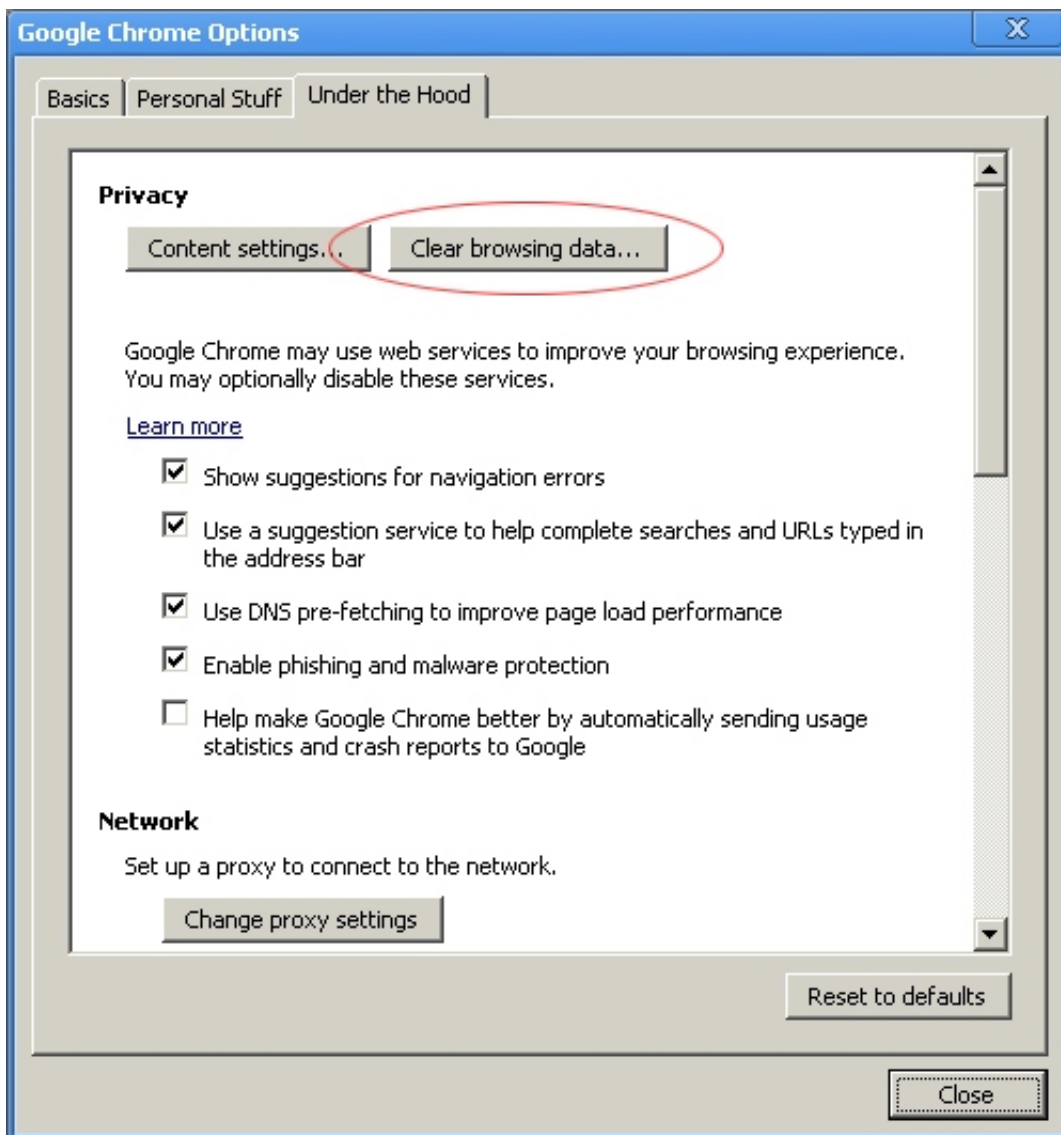 Google Chrome Options
X
Basics
Personal Stuff
Under the Hood
Privacy
Content settings...
Clear browsing data...
Google Chrome may use web services to improve your browsing experience.
You may optionally disable these services.
Learn more
Show suggestions for navigation errors
Use a suggestion service to help complete searches and URLs typed in
the address bar
Use DNS pre-fetching to improve page load performance
Enable phishing and malware protection
Help make Google Chrome better by automatically sending usage
statistics and crash reports to Google
Network
Set up a proxy to connect to the network.
Change proxy settings
Reset to defaults
Close